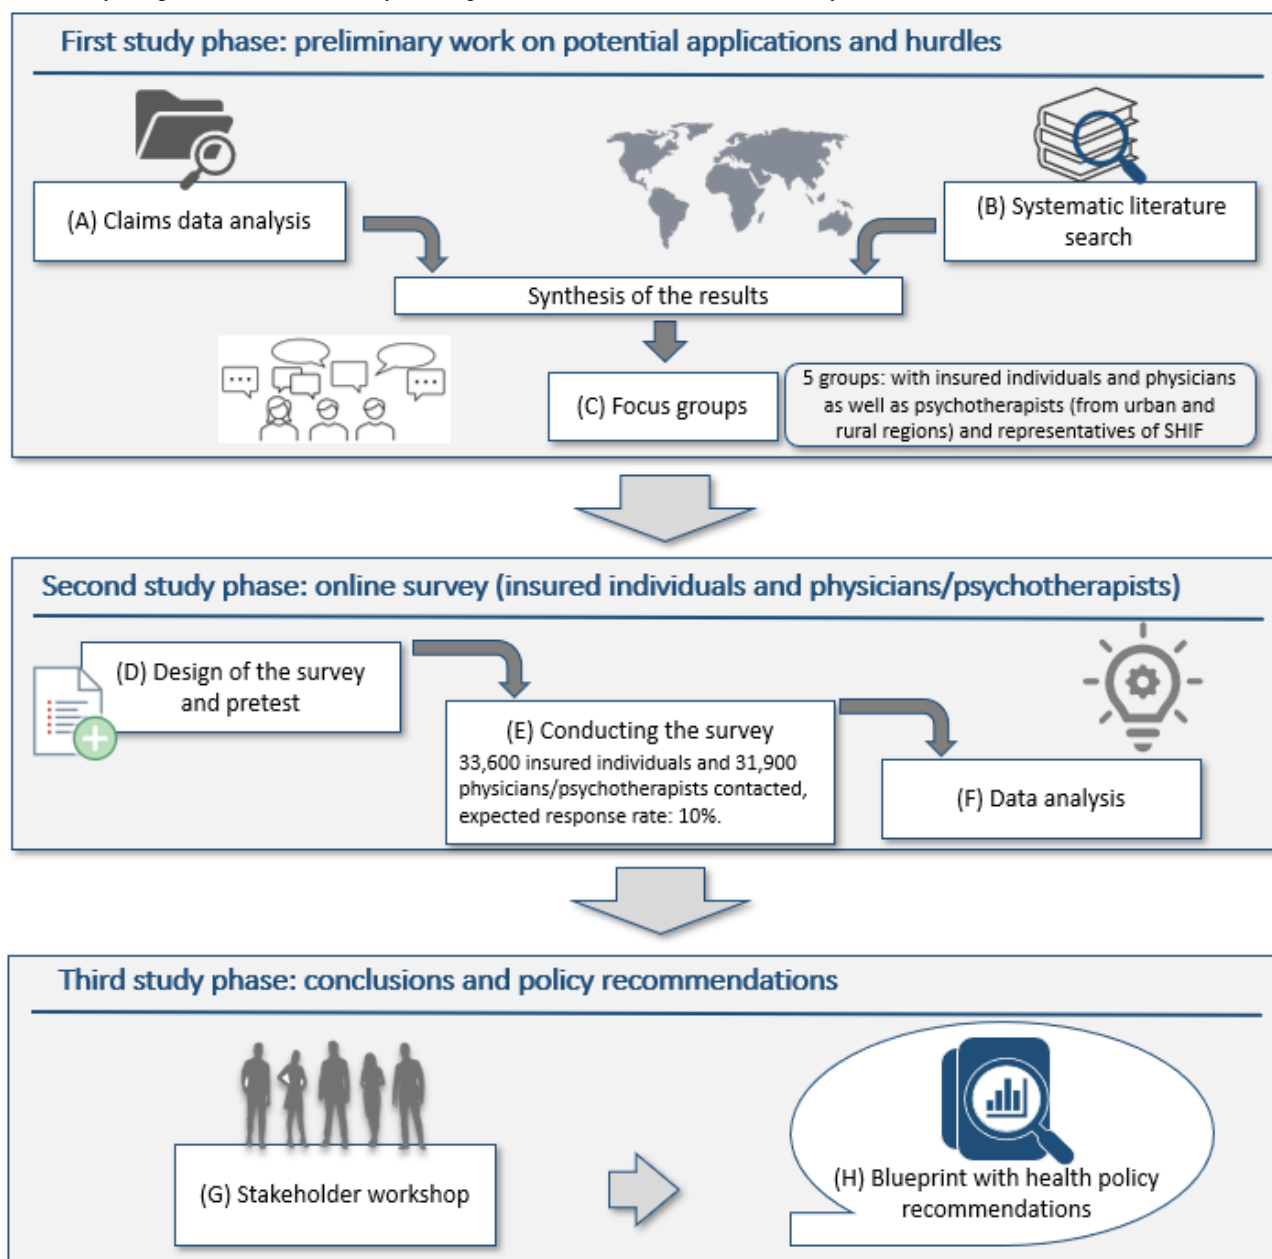 First study phase: preliminary work on potential applications and hurdles
(A) Claims data analysis
(B) Systematic literature
search
Synthesis of the results
(C) Focus groups
5 groups: with insured individuals and physicians
as well as psychotherapists (from urban and
rural regions) and representatives of SHIF
Second study phase: online survey (insured individuals and physicians/psychotherapists)
(D) Design of the survey
and pretest
(E) Conducting the survey
33,600 insured individuals and 31,900
physicians/psychotherapists contacted,
expected response rate: 10%.
(F) Data analysis
Third study phase: conclusions and policy recommendations
(G) Stakeholder workshop
(H) Blueprint with health policy
recommendations